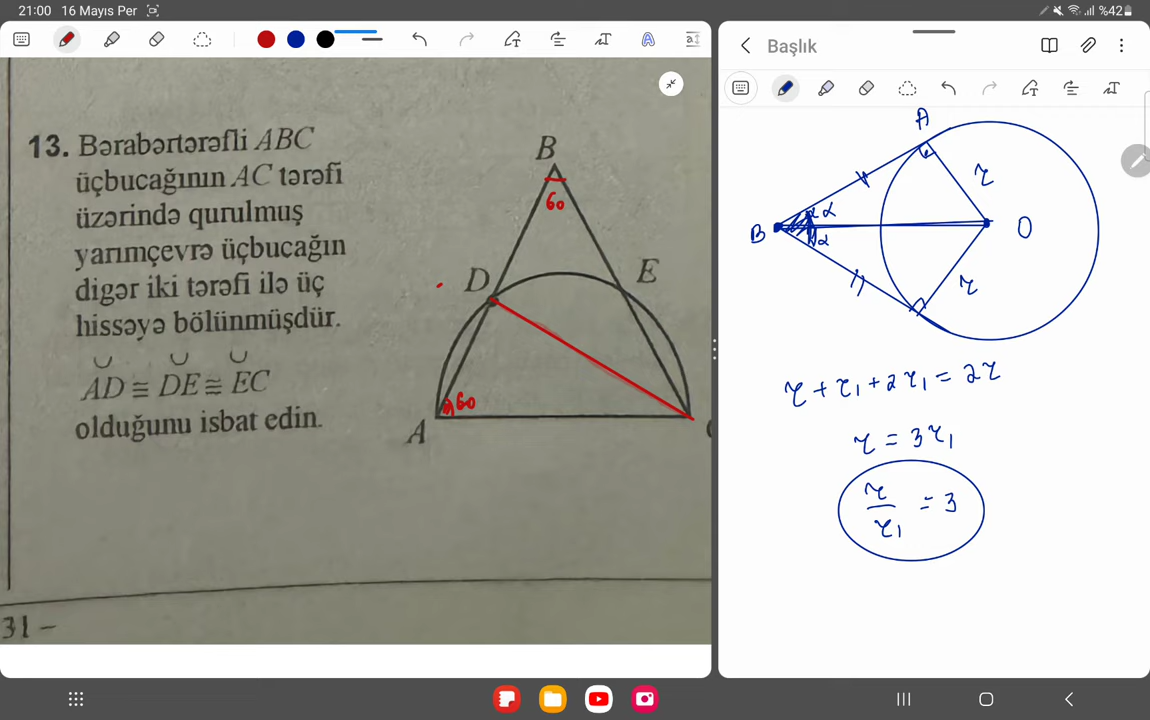 21:00 16 Mayıs Per
%42
Başlık
13. Bərabərtərəfli ABC
üçbucağının AC tərəfi
üzərində qurulmuş
yarımçevrə üçbucağın
digər iki tərəfi ilə üç
hissəyə bölünmüşdür.
AD ≅ DE ≅ EC
olduğunu isbat edin.
B
60
D
E
60
A
31 –
A
r
α
B
α
O
r
r + r₁ + 2r₁ = 2r
r = 3r₁
r/r₁ = 3